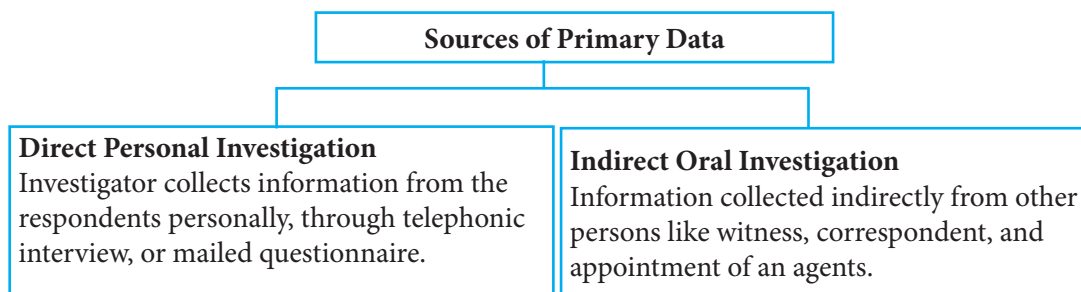 Sources of Primary Data
Direct Personal Investigation
Investigator collects information from the
respondents personally, through telephonic
interview, or mailed questionnaire.
Indirect Oral Investigation
Information collected indirectly from other
persons like witness, correspondent, and
appointment of an agents.